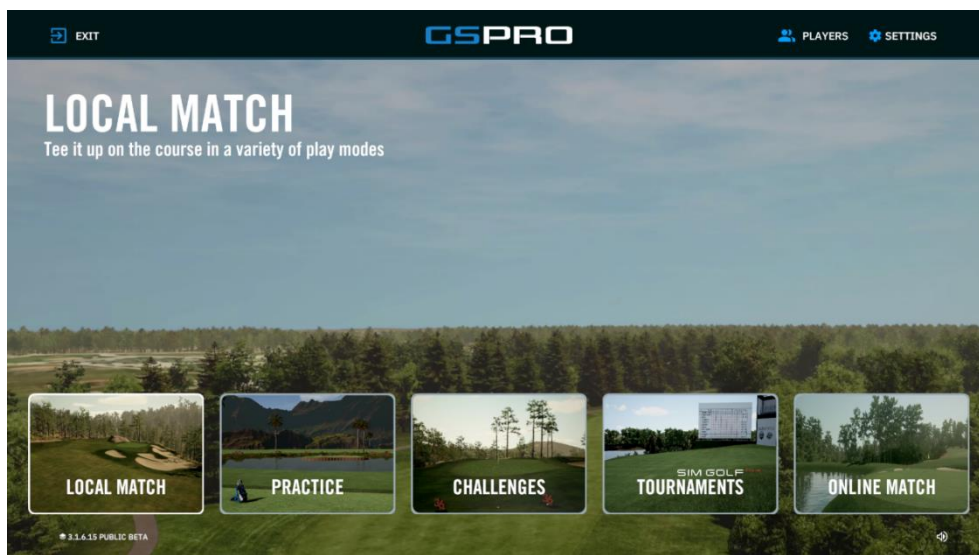 EXIT
GSPRO
PLAYERS
SETTINGS
LOCAL MATCH
Tee it up on the course in a variety of play modes
LOCAL MATCH
PRACTICE
CHALLENGES
SIM GOLF
TOURNAMENTS
ONLINE MATCH
3.1.6.15 PUBLIC BETA